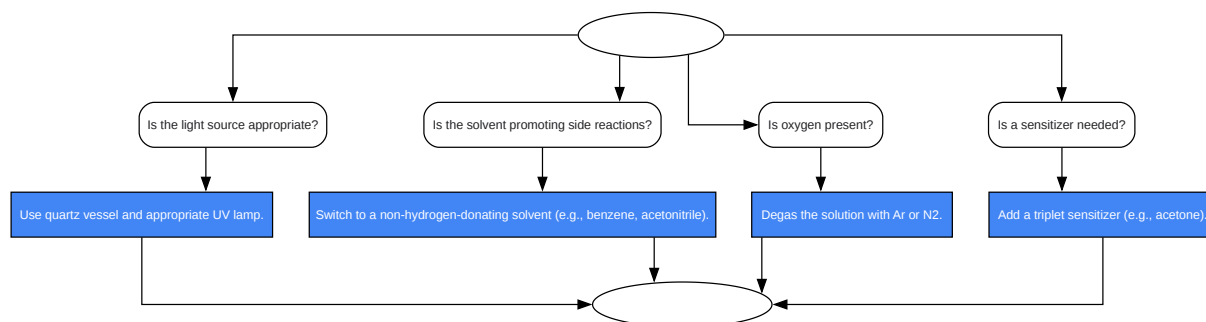 Is the light source appropriate?
Is the solvent promoting side reactions?
Is oxygen present?
Is a sensitizer needed?
Use quartz vessel and appropriate UV lamp.
Switch to a non-hydrogen-donating solvent (e.g., benzene, acetonitrile).
Degas the solution with Ar or N2.
Add a triplet sensitizer (e.g., acetone).